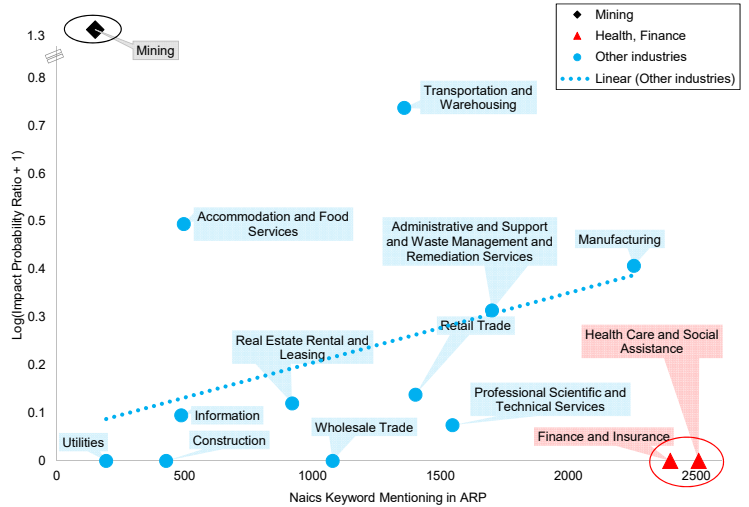 Mining
Health, Finance
Other industries
Linear (Other industries)
Log(Impact Probability Ratio + 1)
1.3
0.8
0.7
0.6
0.5
0.4
0.3
0.2
0.1
0
Mining
Transportation and
Warehousing
Accommodation and Food
Services
Administrative and Support
and Waste Management and
Remediation Services
Manufacturing
Retail Trade
Real Estate Rental and
Leasing
Health Care and Social
Assistance
Professional Scientific and
Technical Services
Information
Wholesale Trade
Finance and Insurance
Utilities
Construction
0
500
1000
1500
2000
2500
Naics Keyword Mentioning in ARP